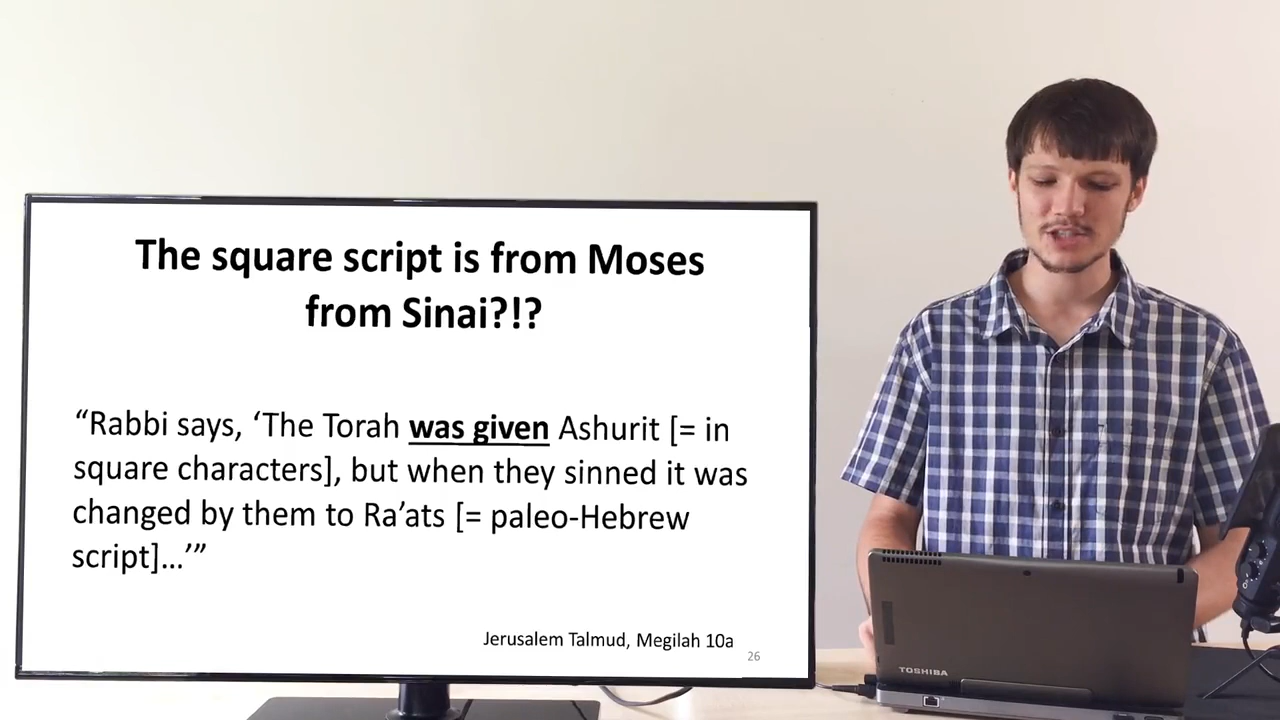 The square script is from Moses
from Sinai?!?
“Rabbi says, ‘The Torah was given Ashurit [= in
square characters], but when they sinned it was
changed by them to Ra’ats [= paleo-Hebrew
script]…’”
Jerusalem Talmud, Megilah 10a
26
TOSHIBA